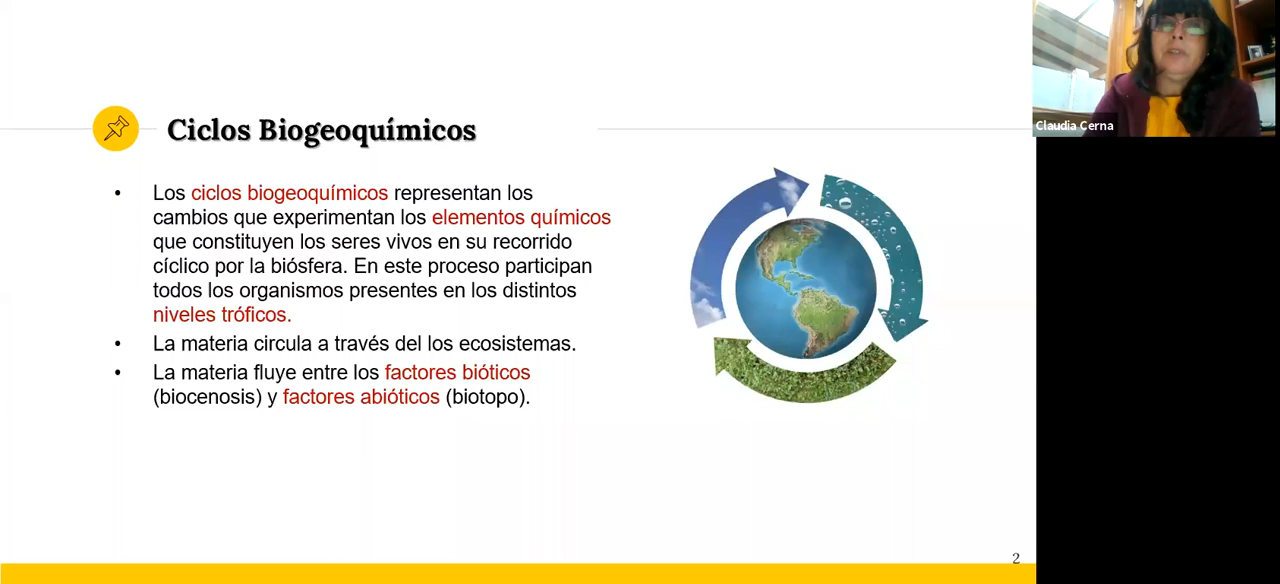 Ciclos Biogeoquímicos
• Los ciclos biogeoquímicos representan los
cambios que experimentan los elementos químicos
que constituyen los seres vivos en su recorrido
cíclico por la biósfera. En este proceso participan
todos los organismos presentes en los distintos
niveles tróficos.
• La materia circula a través del los ecosistemas.
• La materia fluye entre los factores bióticos
(biocenosis) y factores abióticos (biotopo).
2
Claudia Cerna